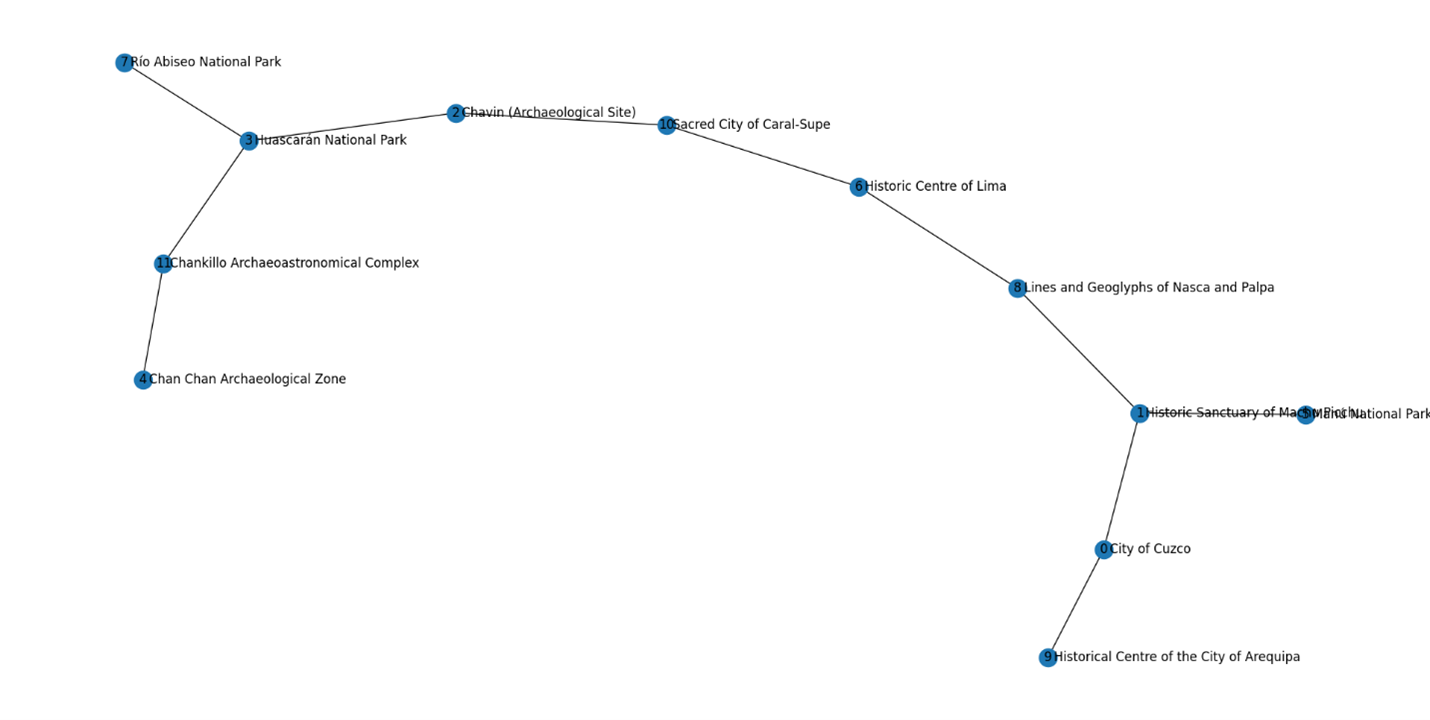 7 Río Abiseo National Park
2 Chavin (Archaeological Site)
10 Sacred City of Caral-Supe
3 Huascarán National Park
6 Historic Centre of Lima
11 Chankillo Archaeoastronomical Complex
8 Lines and Geoglyphs of Nasca and Palpa
4 Chan Chan Archaeological Zone
1 Historic Sanctuary of Machu Picchu
5 Manú National Park
0 City of Cuzco
9 Historical Centre of the City of Arequipa